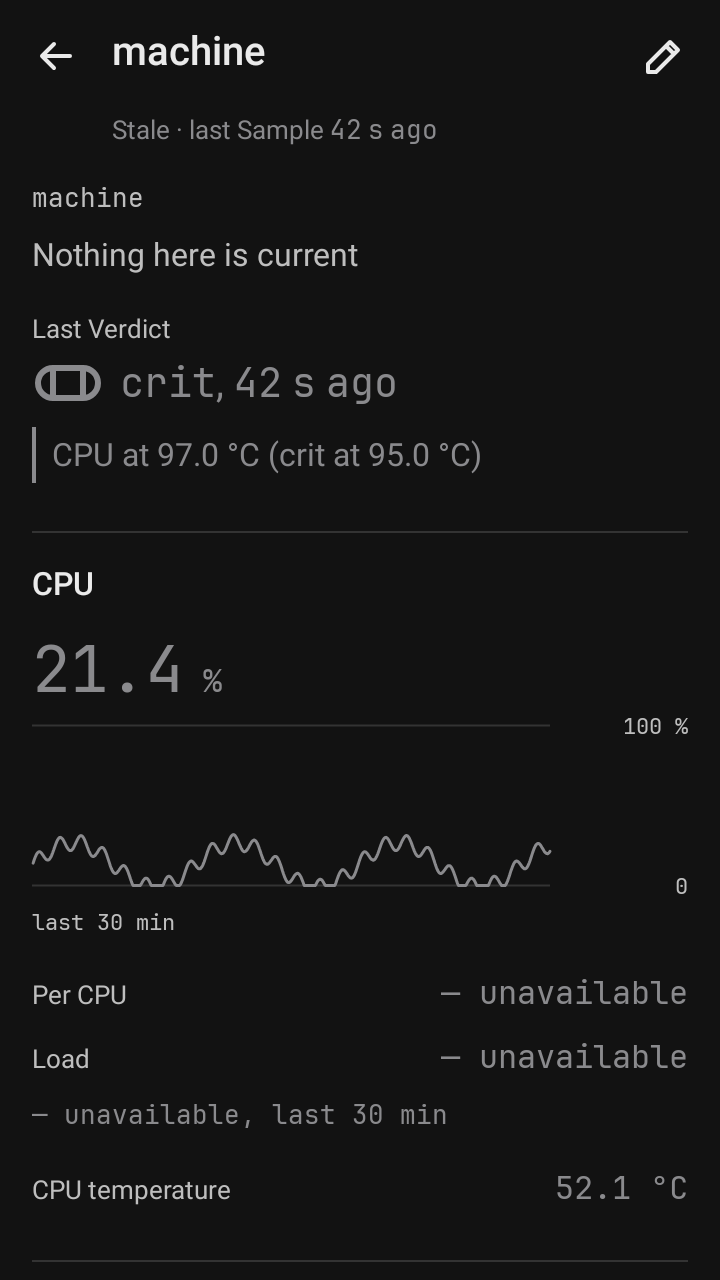 machine
Stale · last Sample 42 s ago
machine
Nothing here is current
Last Verdict
crit, 42 s ago
CPU at 97.0 °C (crit at 95.0 °C)
CPU
21.4 %
100 %
0
last 30 min
Per CPU — unavailable
Load — unavailable
— unavailable, last 30 min
CPU temperature 52.1 °C